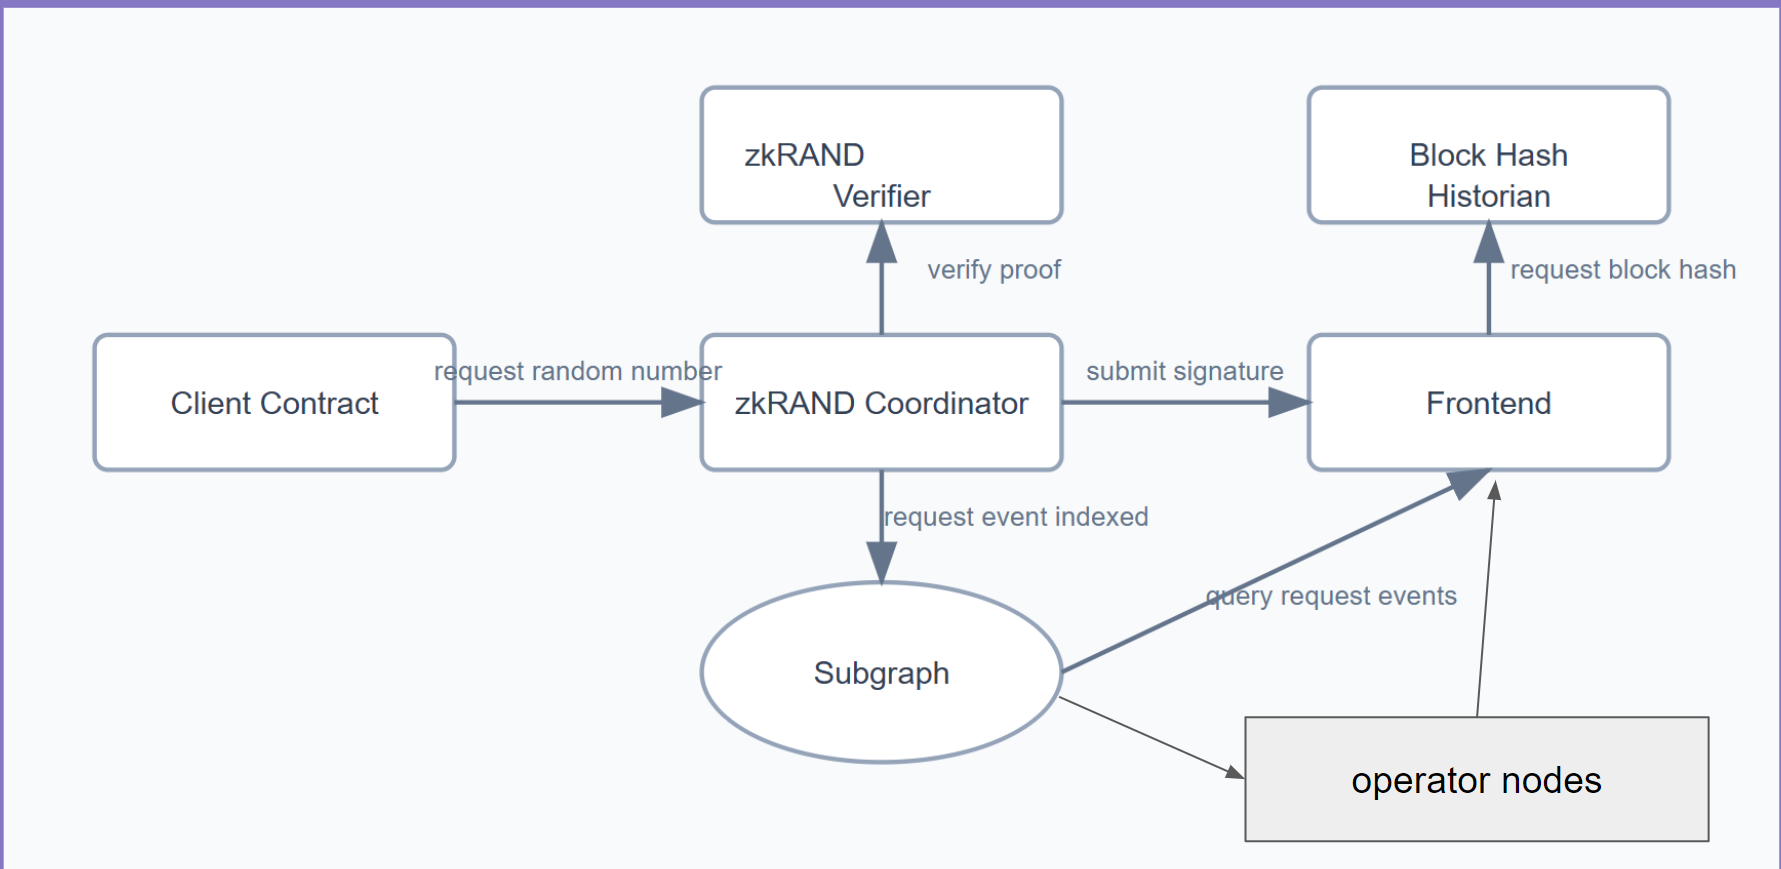 zkRAND
Verifier
Block Hash
Historian
verify proof
request block hash
request random number
submit signature
Client Contract
zkRAND Coordinator
Frontend
request event indexed
query request events
Subgraph
operator nodes